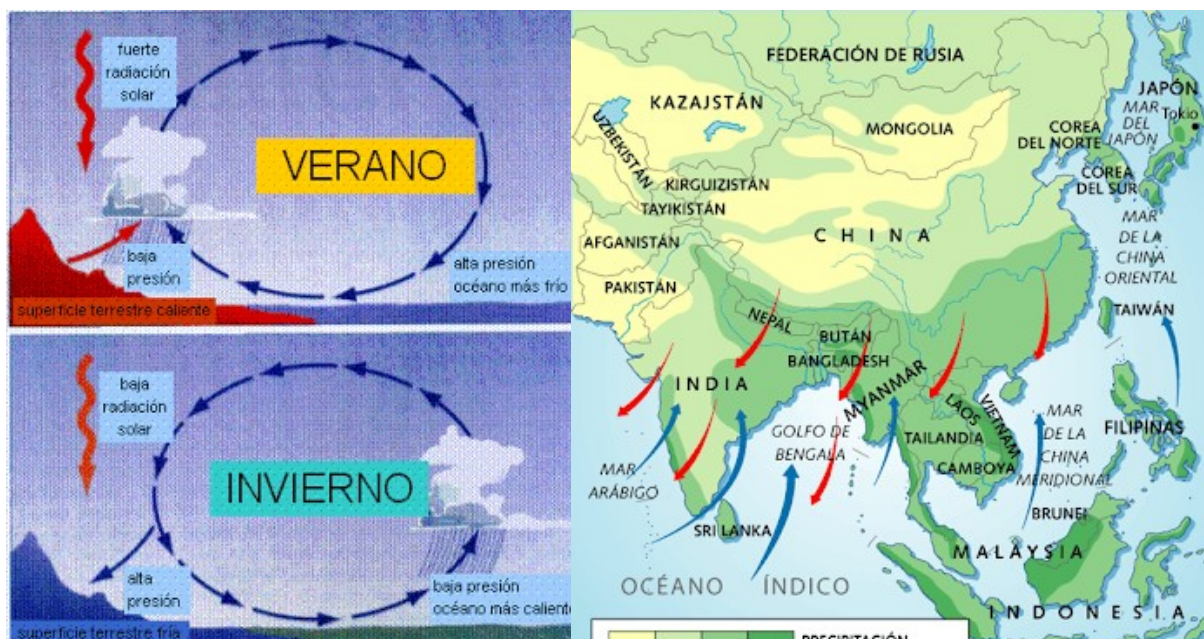 fuerte
radiación
solar
VERANO
baja
presión
alta presión
océano más frío
superficie terrestre caliente
baja
radiación
solar
INVIERNO
alta
presión
baja presión
océano más caliente
superficie terrestre fría
FEDERACIÓN DE RUSIA
KAZAJSTÁN
MONGOLIA
UZBEKISTÁN
KIRGUIZISTÁN
TAYIKISTÁN
AFGANISTÁN
PAKISTÁN
CHINA
JAPÓN
MAR
DEL
JAPÓN
Tokio
COREA
DEL NORTE
COREA
DEL SUR
MAR
DE LA
CHINA
ORIENTAL
TAIWÁN
NEPAL
BUTÁN
BANGLADESH
INDIA
MYANMAR
LAOS
VIETNAM
TAILANDIA
CAMBOYA
GOLFO DE
BENGALA
MAR
ARÁBIGO
SRI LANKA
MAR
DE LA
CHINA
MERIDIONAL
FILIPINAS
BRUNEI
MALAYSIA
OCÉANO ÍNDICO
INDONESIA
PRECIPITACIÓN